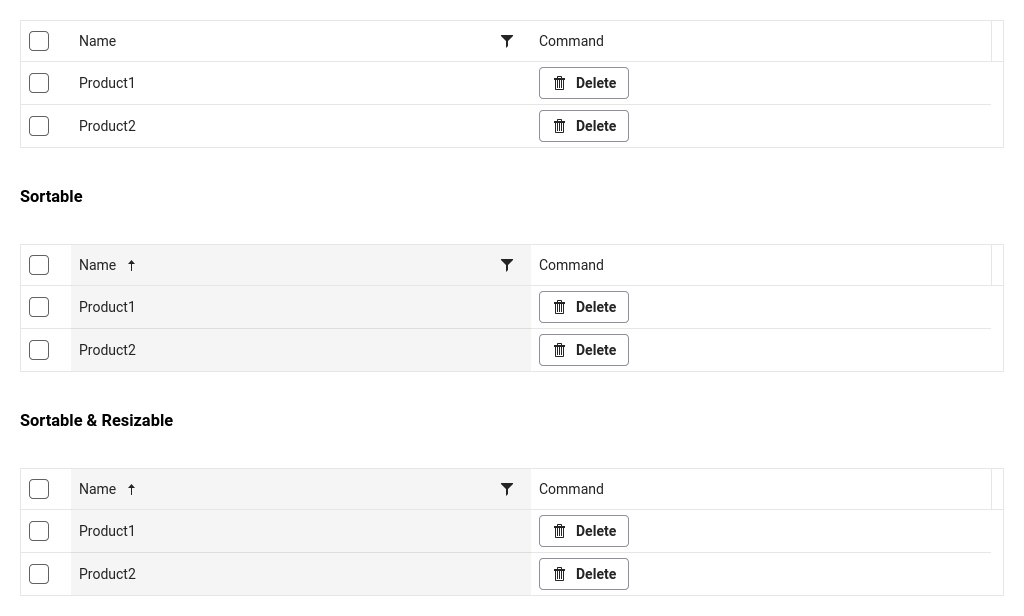 Name Command
Product1 Delete
Product2 Delete
Sortable
Name Command
Product1 Delete
Product2 Delete
Sortable & Resizable
Name Command
Product1 Delete
Product2 Delete